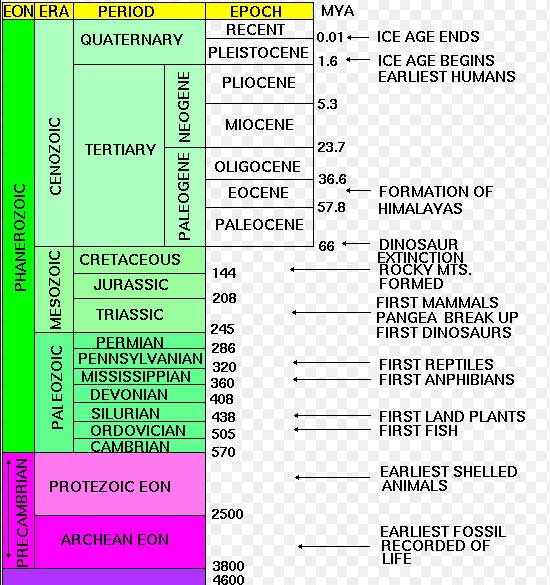 EON ERA PERIOD EPOCH MYA
RECENT
0.01 ICE AGE ENDS
QUATERNARY
PLEISTOCENE
1.6 ICE AGE BEGINS
EARLIEST HUMANS
PLIOCENE
5.3
NEOGENE
MIOCENE
23.7
TERTIARY
OLIGOCENE
36.6
PALEOGENE
EOCENE
FORMATION OF
HIMALAYAS
57.8
PALEOCENE
66 DINOSAUR
EXTINCTION
CENOZOIC
PHANEROZOIC
CRETACEOUS
ROCKY MTS.
FORMED
144
JURASSIC
208
MESOZOIC
TRIASSIC
FIRST MAMMALS
PANGEA BREAK UP
FIRST DINOSAURS
245
PERMIAN
286
PENNSYLVANIAN
FIRST REPTILES
320
MISSISSIPPIAN
FIRST ANPHIBIANS
360
PALEOZOIC
DEVONIAN
408
SILURIAN
FIRST LAND PLANTS
438
ORDOVICIAN
FIRST FISH
505
CAMBRIAN
570
PRECAMBRIAN
PROTEZOIC EON
EARLIEST SHELLED
ANIMALS
2500
ARCHEAN EON
EARLIEST FOSSIL
RECORDED OF
LIFE
3800
4600